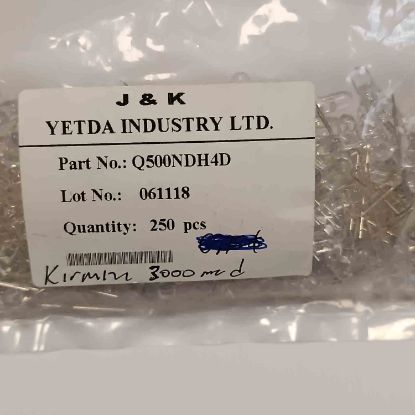 J & K
YETDA INDUSTRY LTD.
Part No.: Q500NDH4D
Lot No.: 061118
Quantity: 250 pcs
Kırmızı 3000 mcd